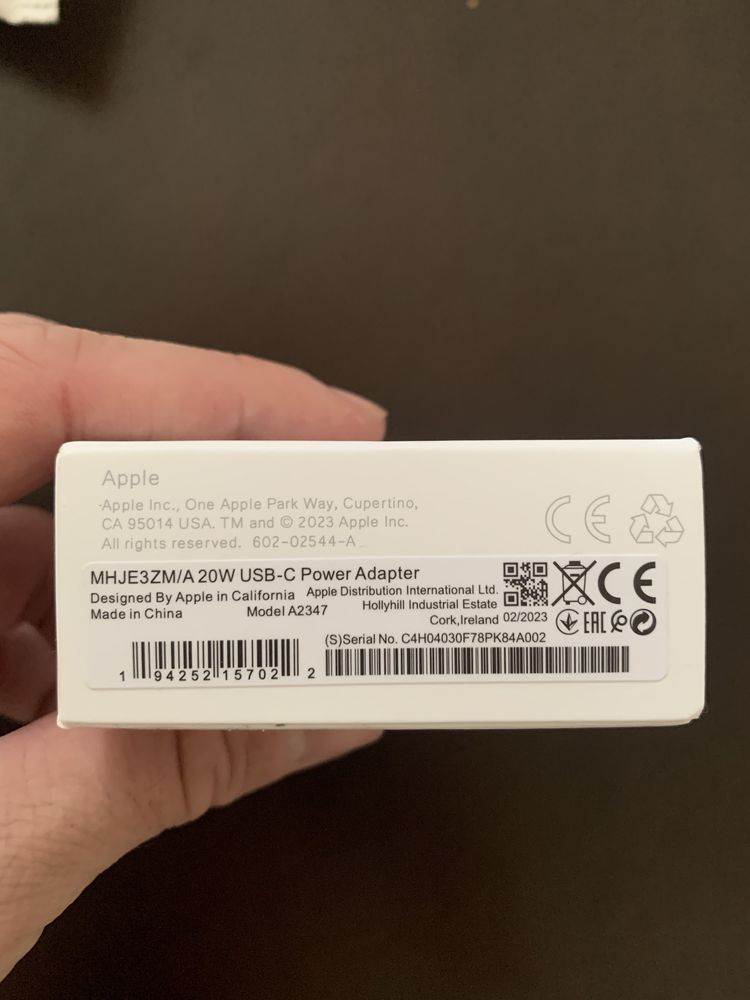 Apple
Apple Inc., One Apple Park Way, Cupertino,
CA 95014 USA. TM and © 2023 Apple Inc.
All rights reserved. 602-02544-A
CE
MHJE3ZM/A 20W USB-C Power Adapter
Designed By Apple in California
Made in China
Model A2347
Apple Distribution International Ltd.
Hollyhill Industrial Estate
Cork,Ireland
02/2023
CE
EAC
(S)Serial No. C4H04030F78PK84A002
1 94252 15702 2